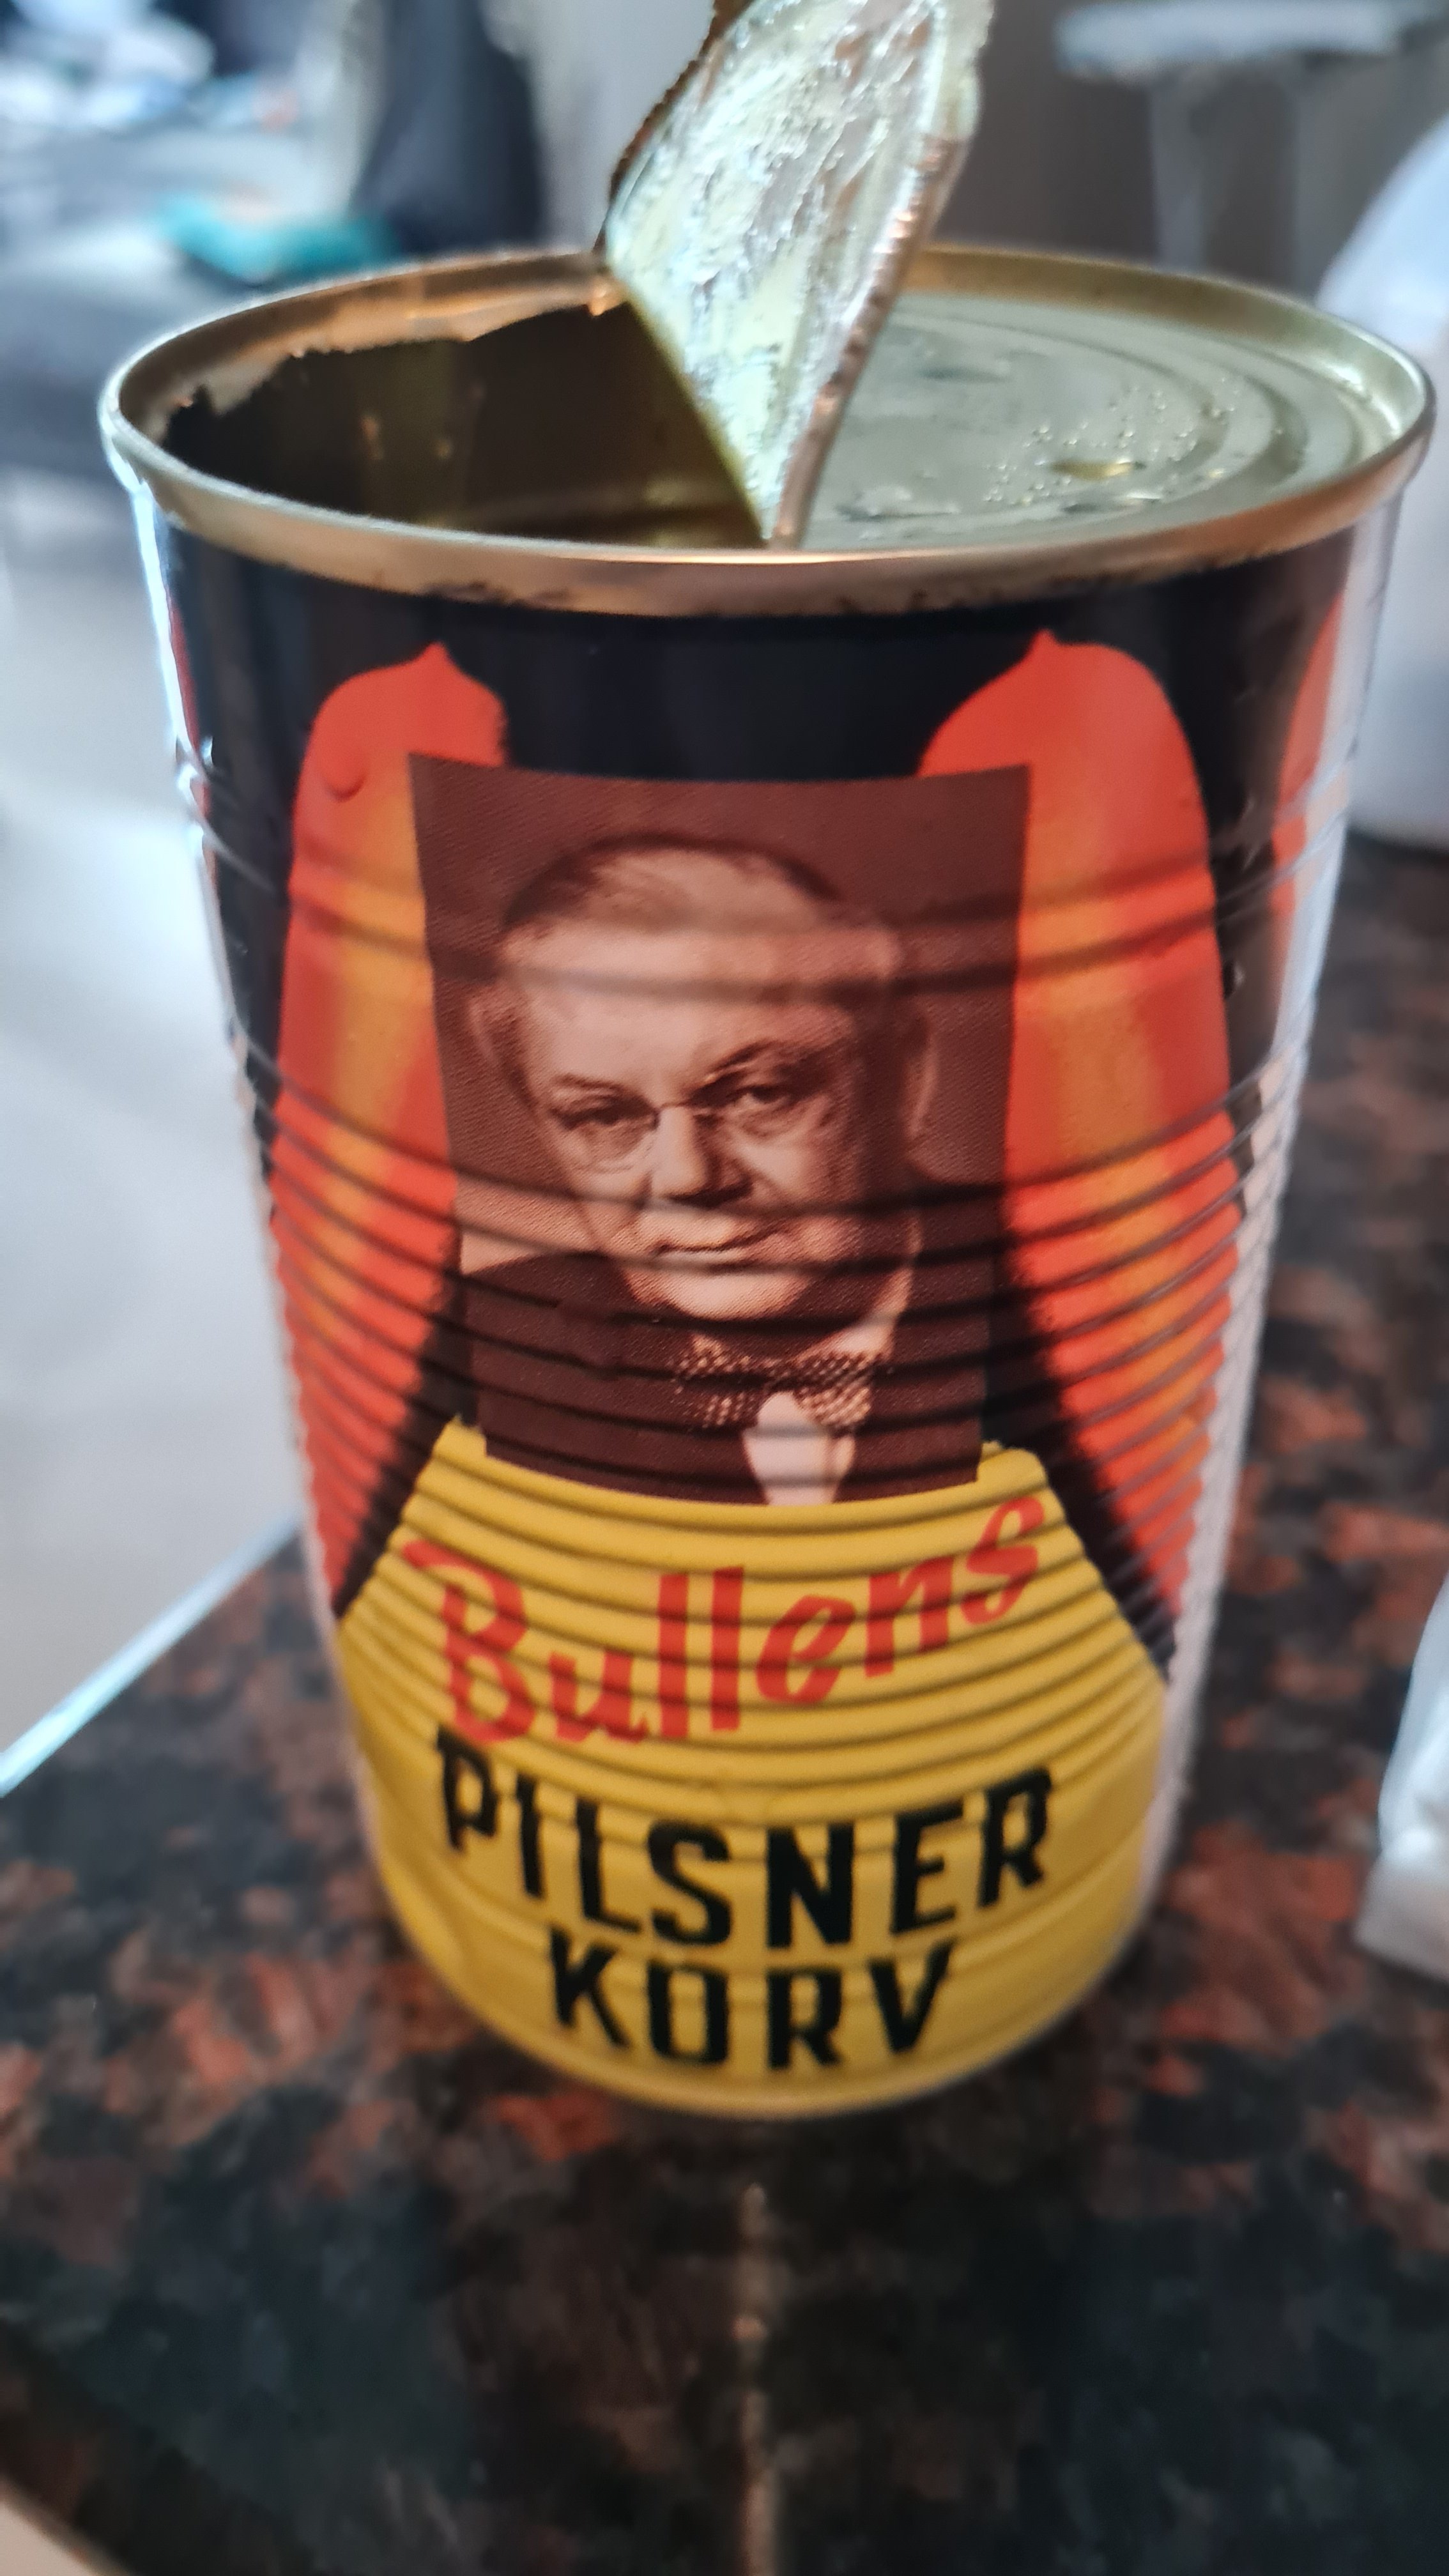 Bullens
PILSNER
KORV